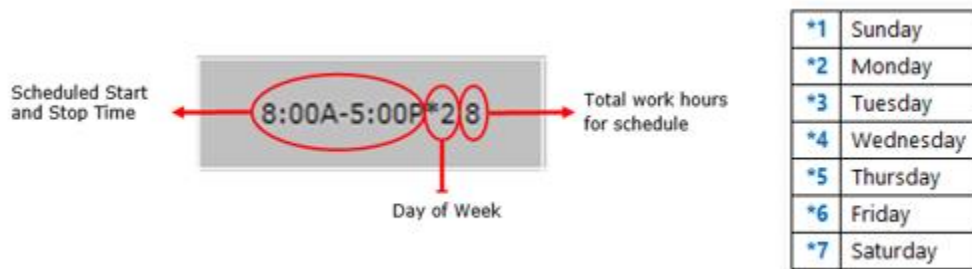 Scheduled Start
and Stop Time
8:00A-5:00P*2 8
Total work hours
for schedule
Day of Week
*1 Sunday
*2 Monday
*3 Tuesday
*4 Wednesday
*5 Thursday
*6 Friday
*7 Saturday